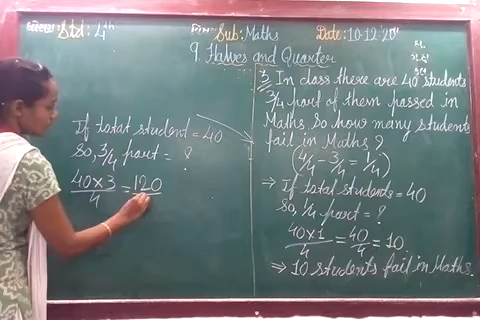 Std: 4th
Sub: Maths
Date: 10-12-20
9. Halves and Quarter
If total student = 40
So, 3/4 part = ?
40×3/4 = 120
7. In class there are 40 students
3/4 part of them passed in
Maths. So how many students
fail in Maths?
(4/4 - 3/4 = 1/4)
⇒ If total students = 40
So, 1/4 part = ?
40×1/4 = 40/4 = 10.
⇒ 10 students fail in Maths.